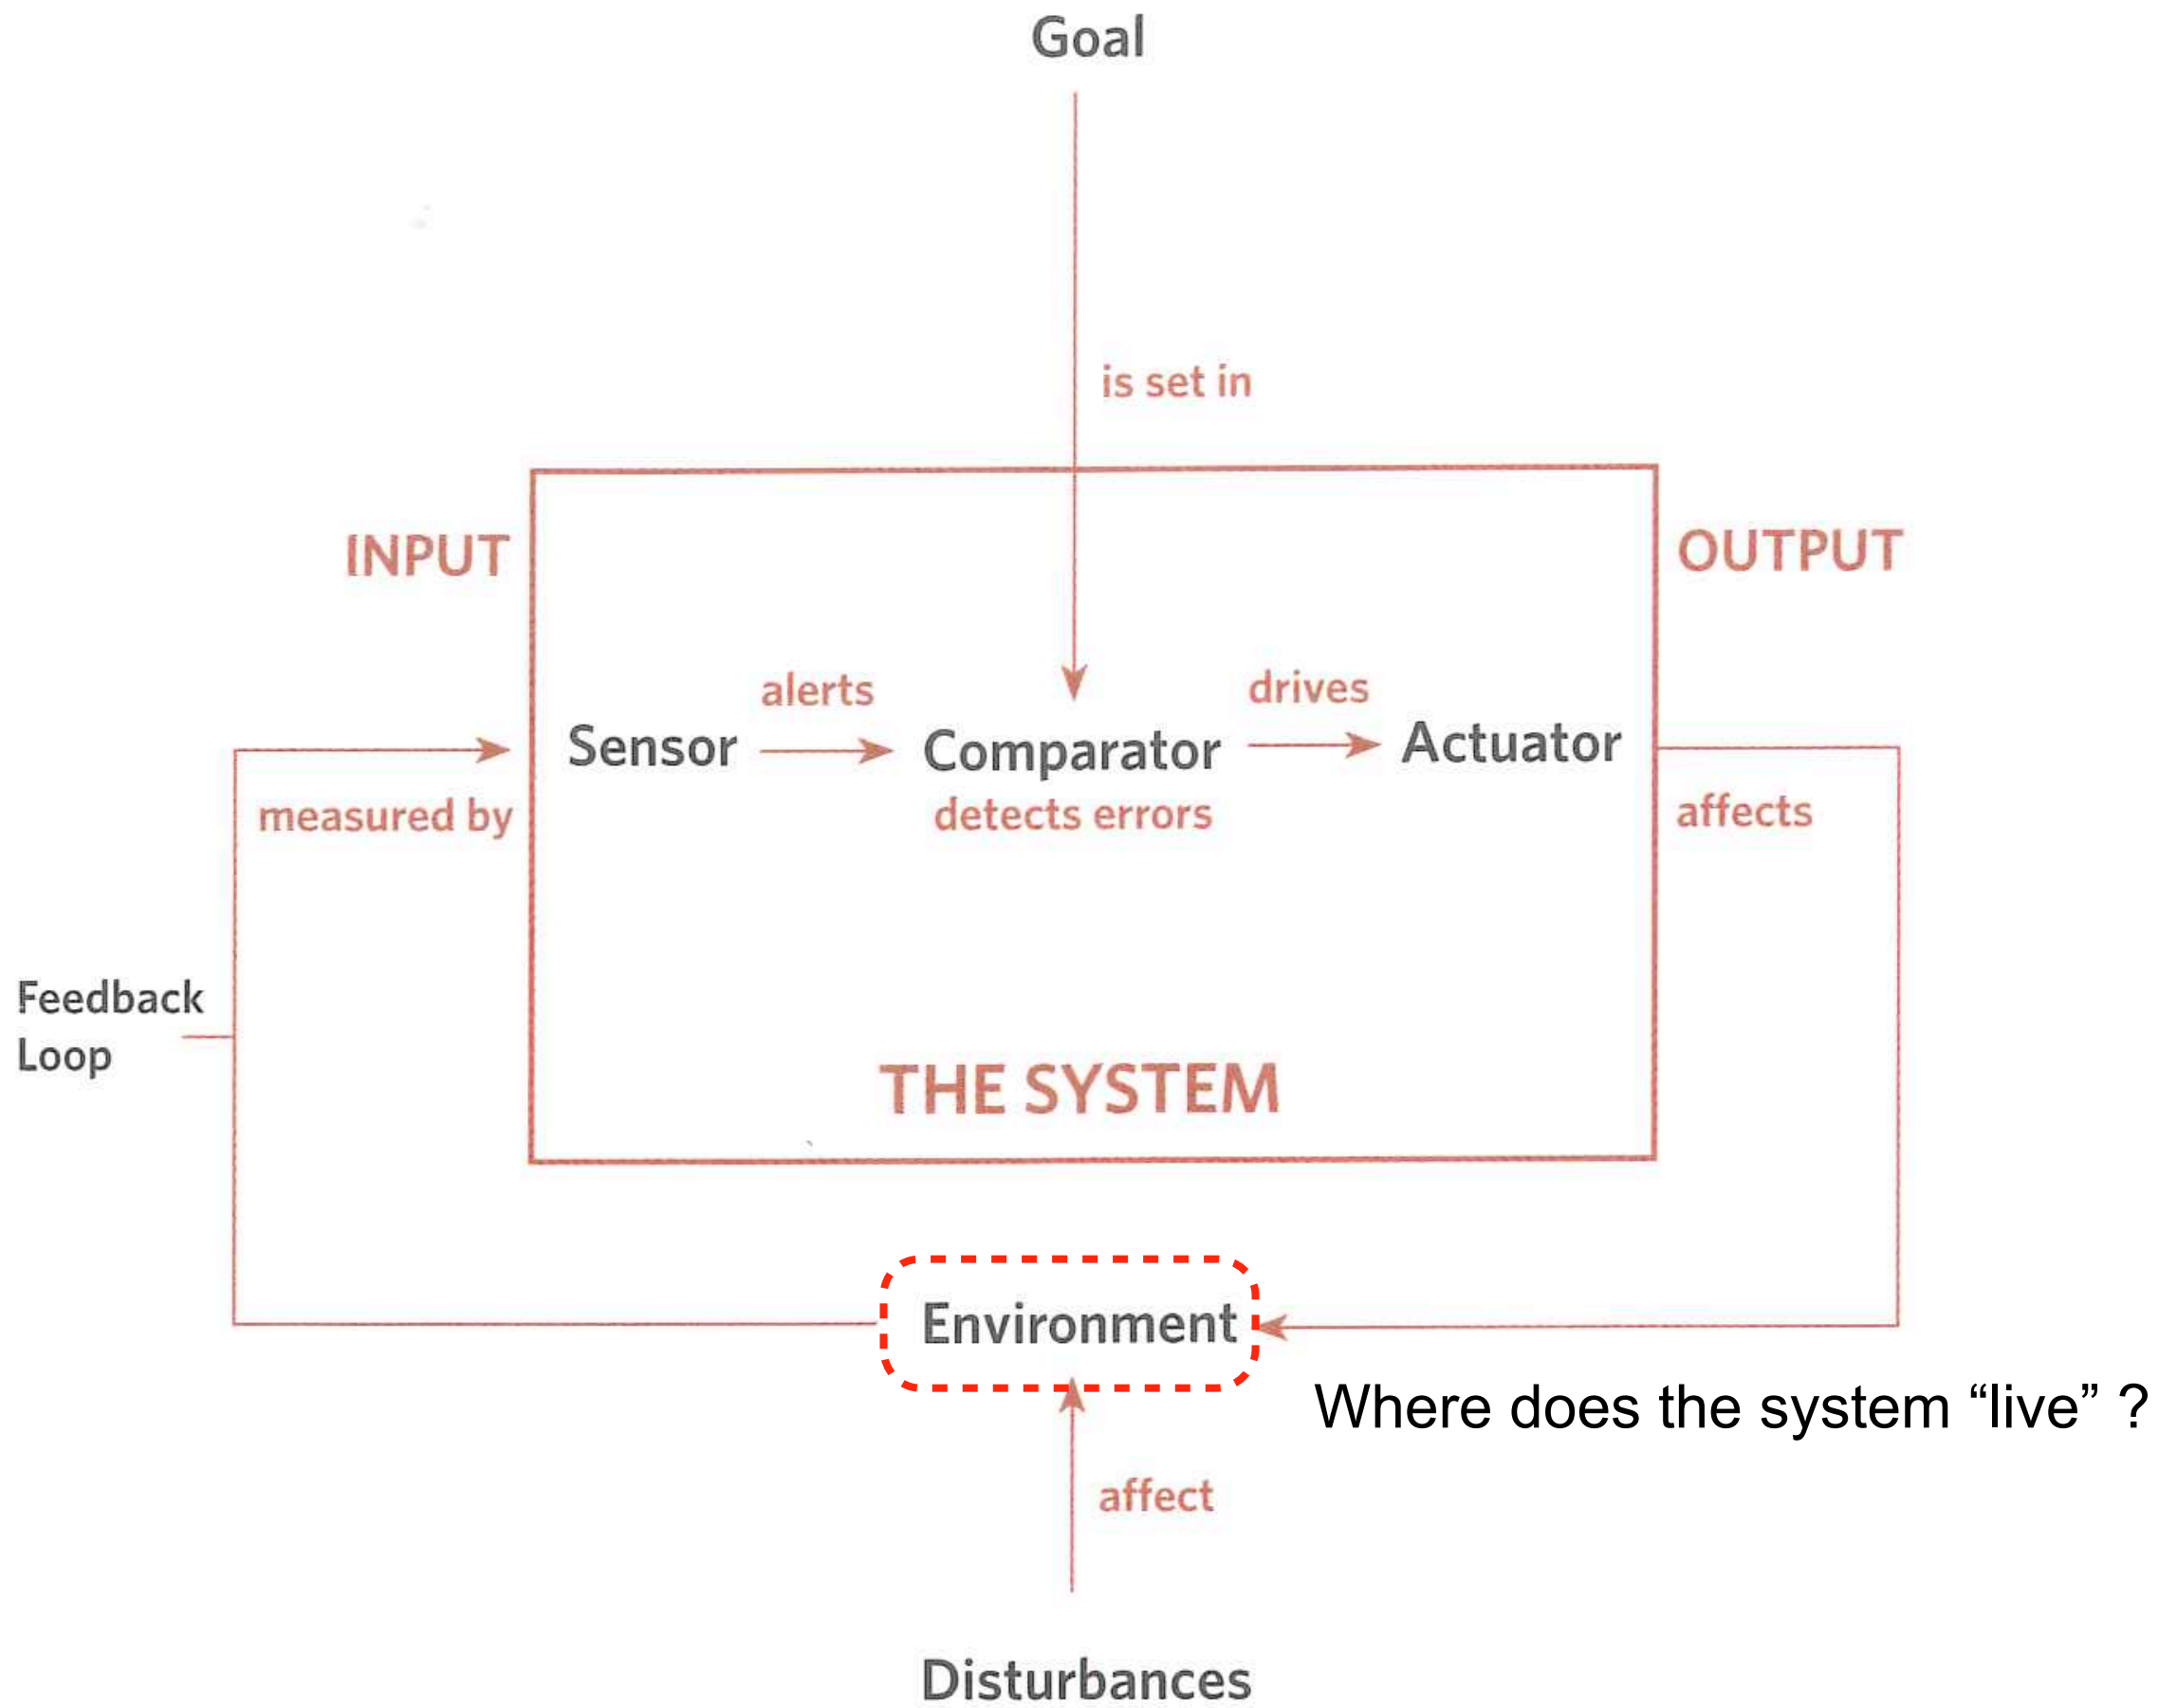 Goal
is set in
INPUT
OUTPUT
alerts
drives
Sensor
Comparator
Actuator
measured by
detects errors
affects
Feedback
Loop
THE SYSTEM
Environment
Where does the system “live” ?
affect
Disturbances